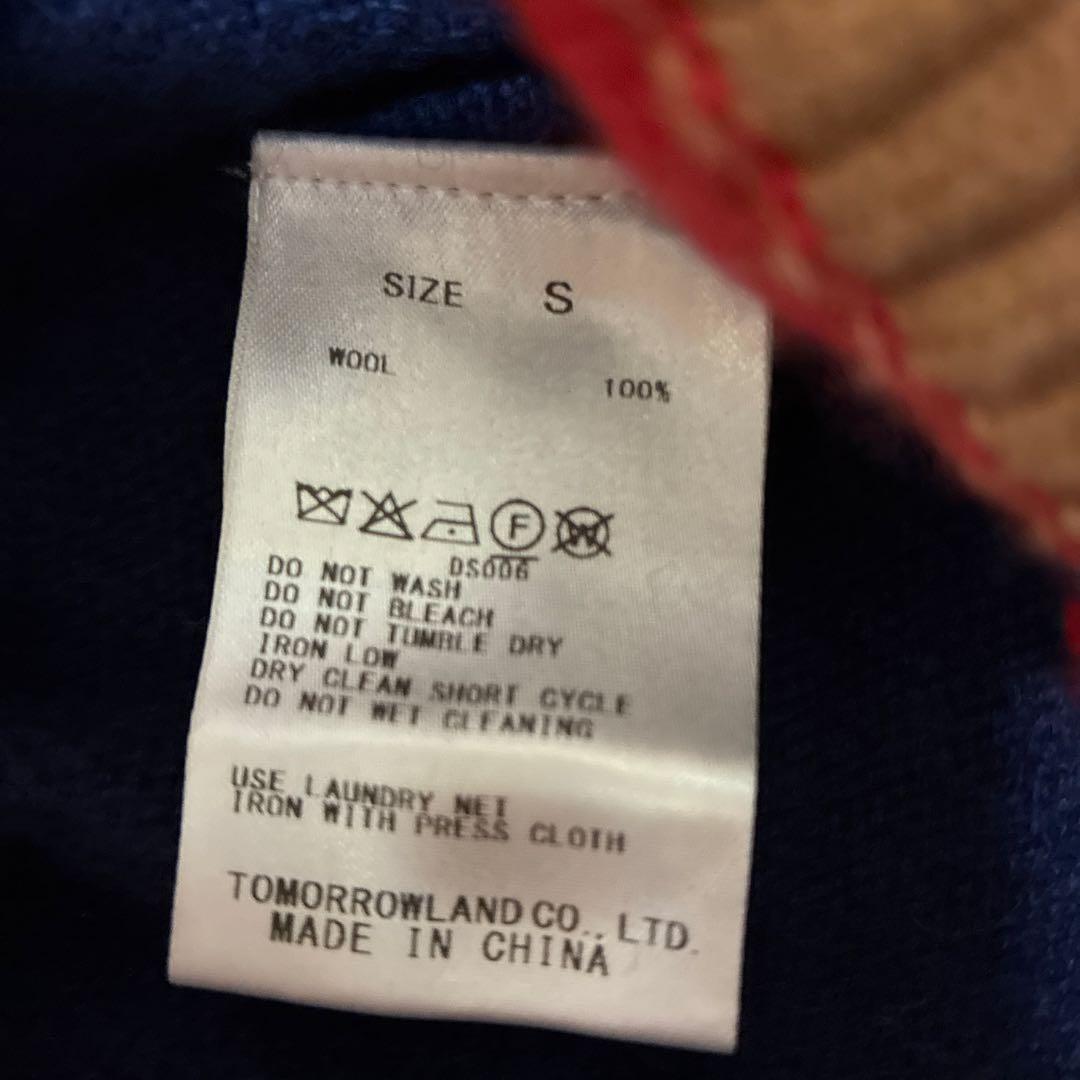 SIZE S
WOOL 100%
F W
DS006
DO NOT WASH
DO NOT BLEACH
DO NOT TUMBLE DRY
IRON LOW
DRY CLEAN SHORT CYCLE
DO NOT WET CLEANING
USE LAUNDRY NET
IRON WITH PRESS CLOTH
TOMORROWLAND CO., LTD.
MADE IN CHINA